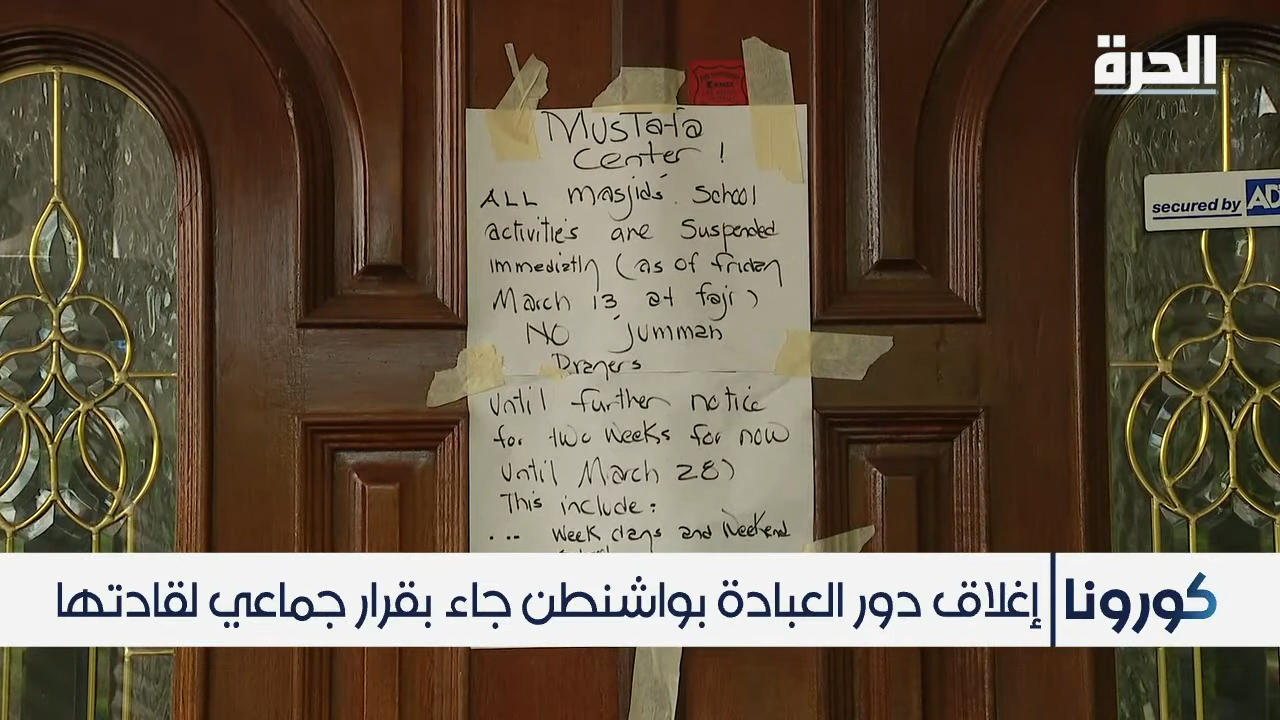 الحرة
MUSTAFA
Center !
ALL masjids. School
activities are Suspended
immediatly (as of friday
March 13 at fajr)
NO jummah
Prayers
Until further notice
for two weeks for now
until March 28)
This include:
... Week days and Weekend
secured by AD
كورونا
إغلاق دور العبادة بواشنطن جاء بقرار جماعي لقادتها